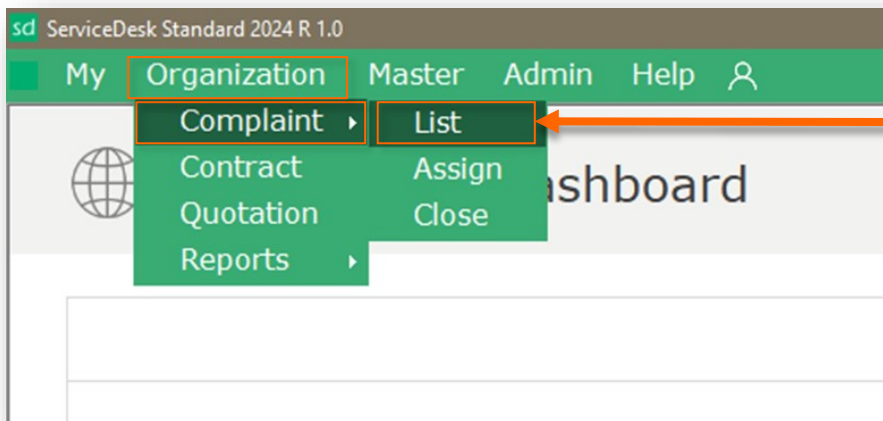 sd ServiceDesk Standard 2024 R 1.0
My Organization Master Admin Help
Complaint List
Contract Assign
Quotation Close
Reports
ashboard